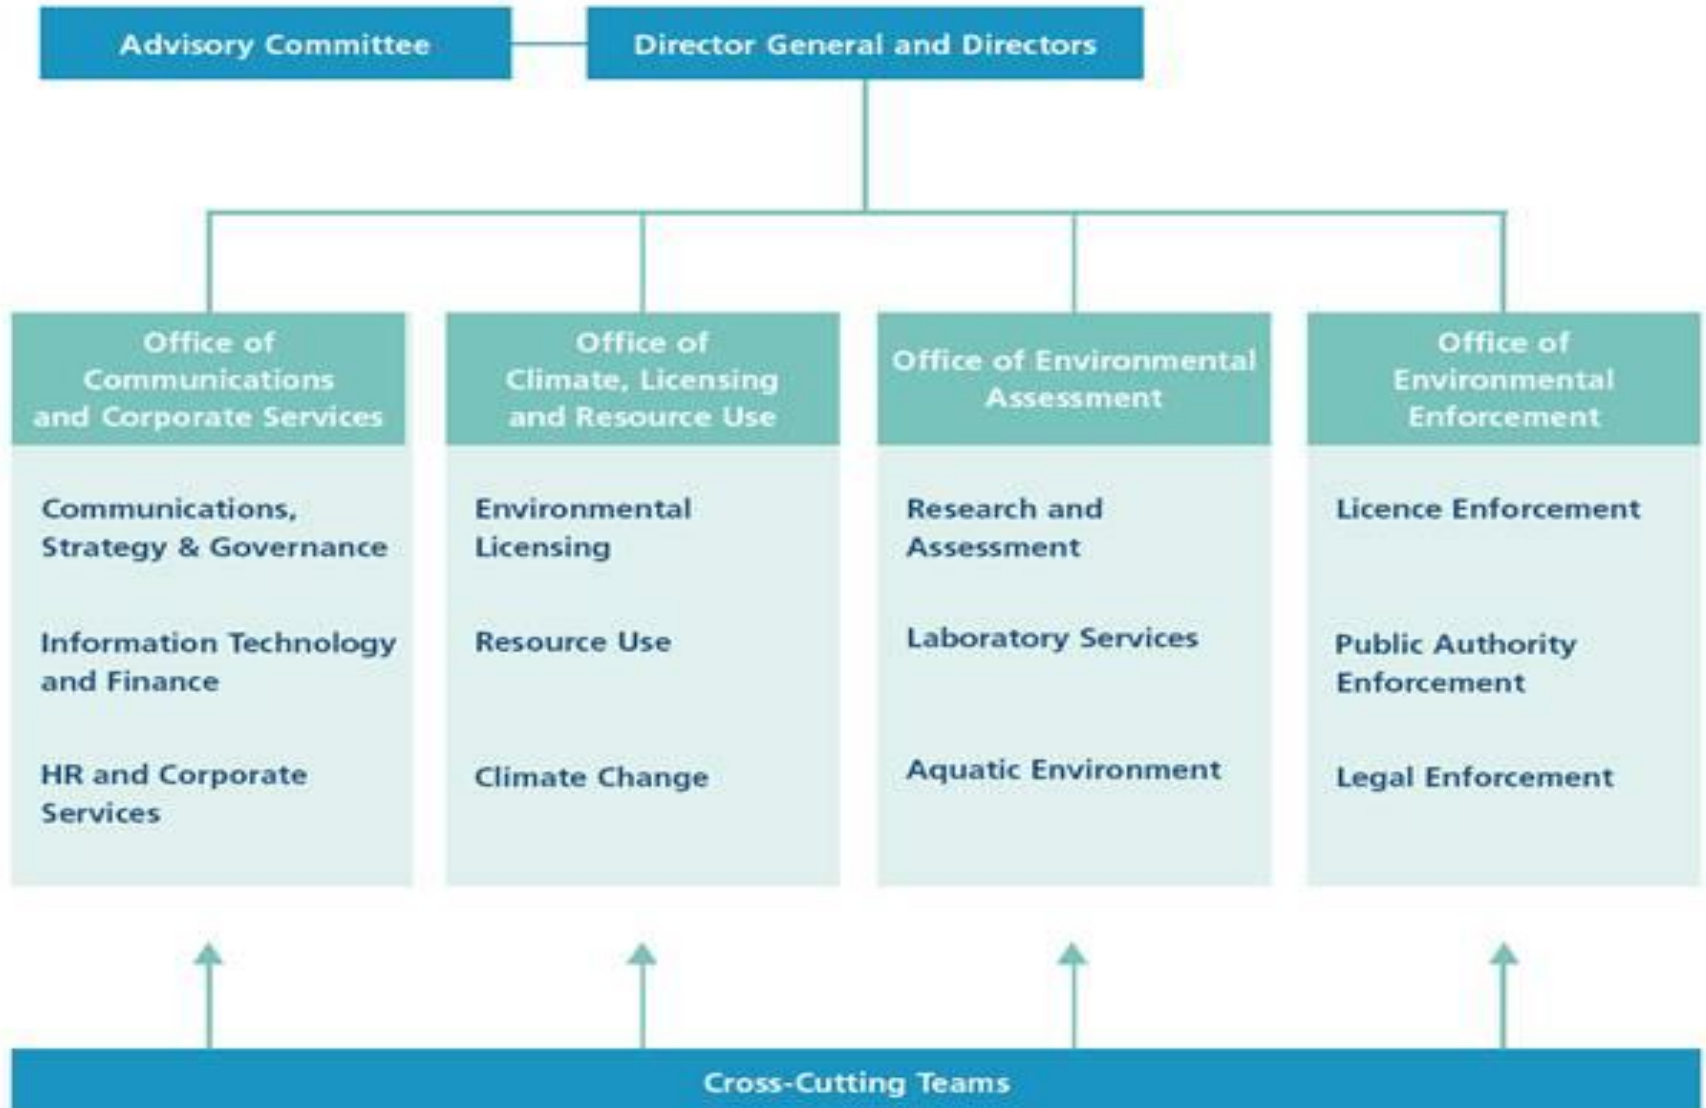 Advisory Committee
Director General and Directors
Office of
Communications
and Corporate Services
Communications,
Strategy & Governance
Information Technology
and Finance
HR and Corporate
Services
Office of
Climate, Licensing
and Resource Use
Environmental
Licensing
Resource Use
Climate Change
Office of Environmental
Assessment
Research and
Assessment
Laboratory Services
Aquatic Environment
Office of
Environmental
Enforcement
Licence Enforcement
Public Authority
Enforcement
Legal Enforcement
Cross-Cutting Teams